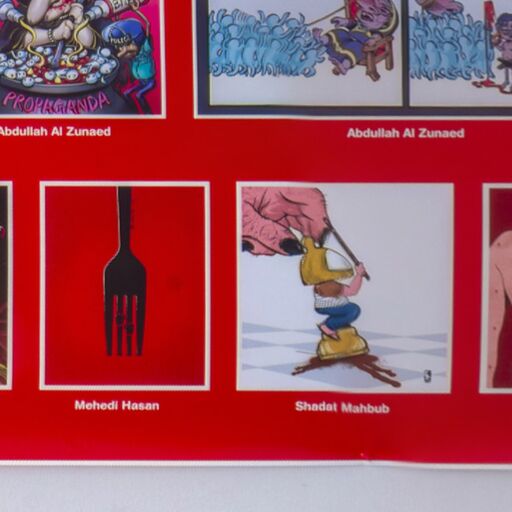 PROPAGANDA
Abdullah Al Zunaed
Abdullah Al Zunaed
Mehedi Hasan
Shadat Mahbub